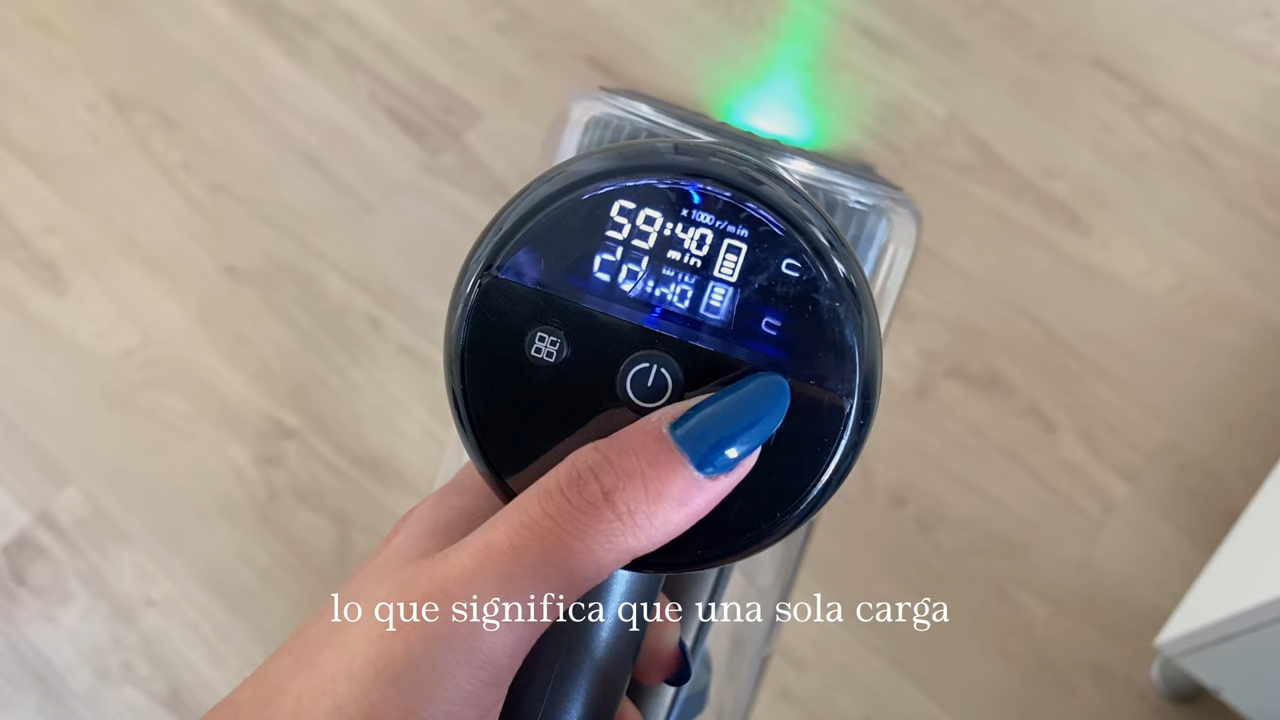 x 1000 r/min
59:40
min
lo que significa que una sola carga